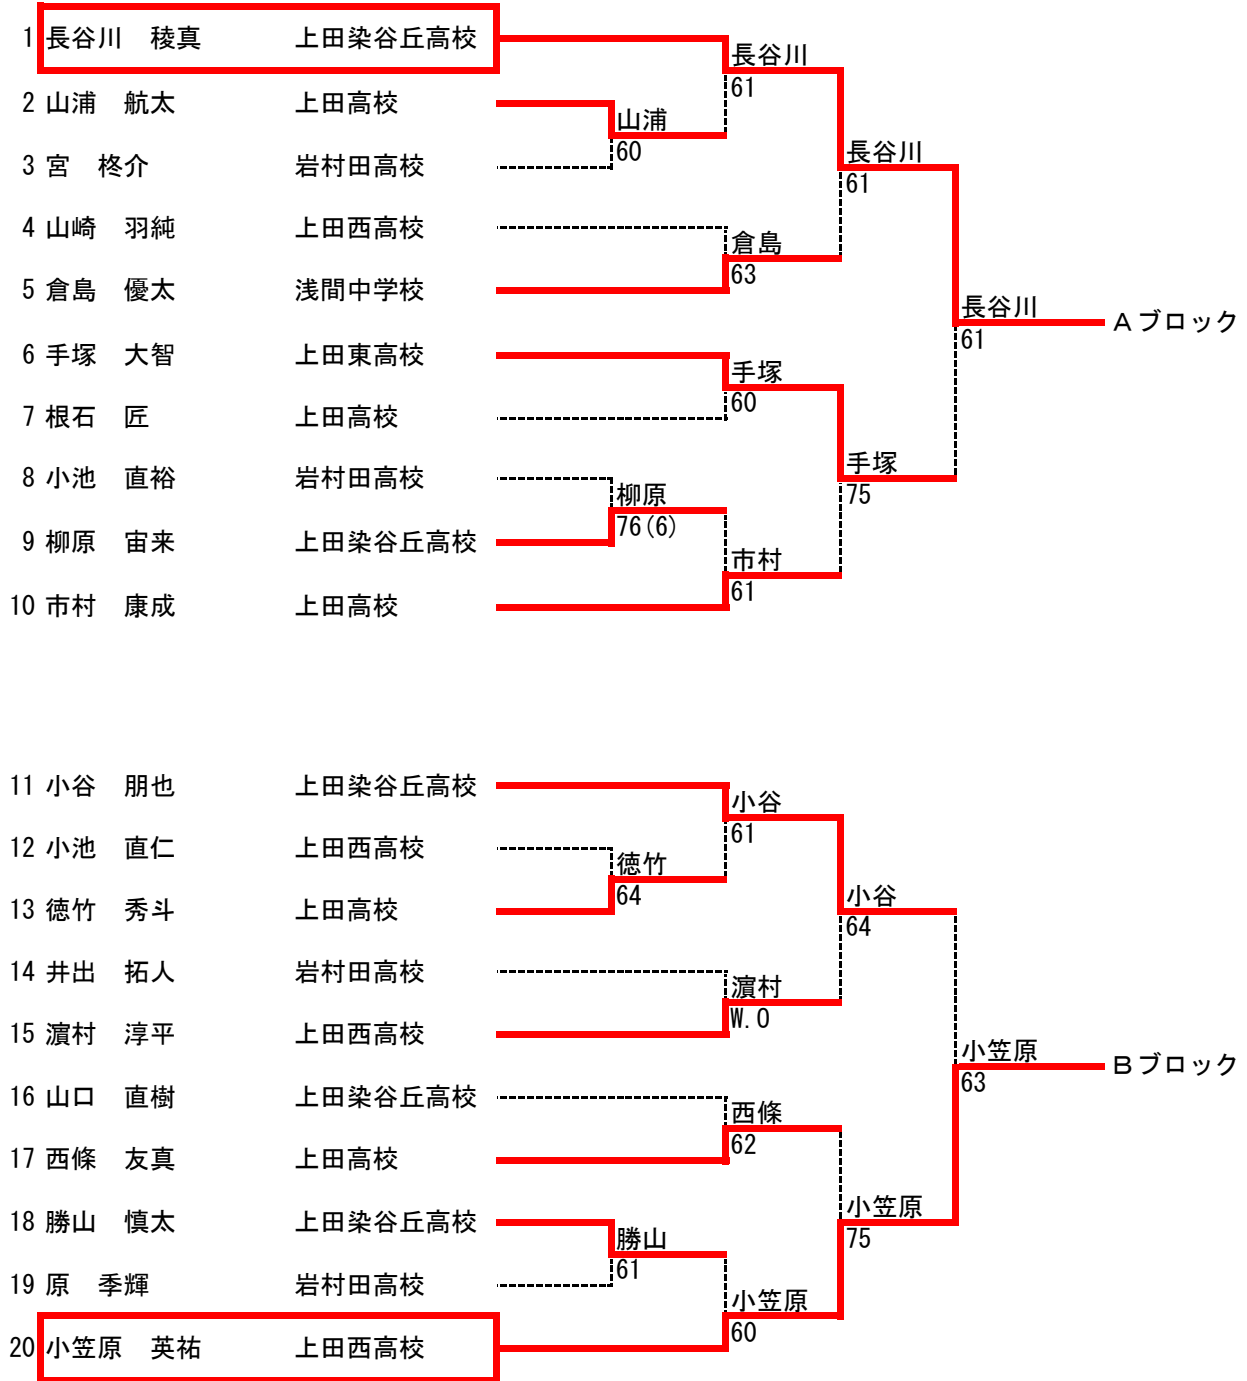 1 長谷川　稜真　上田染谷丘高校
2 山浦　航太　上田高校
3 宮　柊介　岩村田高校
4 山崎　羽純　上田西高校
5 倉島　優太　浅間中学校
6 手塚　大智　上田東高校
7 根石　匠　上田高校
8 小池　直裕　岩村田高校
9 柳原　宙来　上田染谷丘高校
10 市村　康成　上田高校
山浦
60
柳原
76(6)
長谷川
61
倉島
63
手塚
60
市村
61
長谷川
61
手塚
75
長谷川
61
Aブロック
11 小谷　朋也　上田染谷丘高校
12 小池　直仁　上田西高校
13 徳竹　秀斗　上田高校
14 井出　拓人　岩村田高校
15 濵村　淳平　上田西高校
16 山口　直樹　上田染谷丘高校
17 西條　友真　上田高校
18 勝山　慎太　上田染谷丘高校
19 原　季輝　岩村田高校
20 小笠原　英祐　上田西高校
徳竹
64
勝山
61
小谷
61
濵村
W.O
西條
62
小笠原
60
小谷
64
小笠原
75
小笠原
63
Bブロック